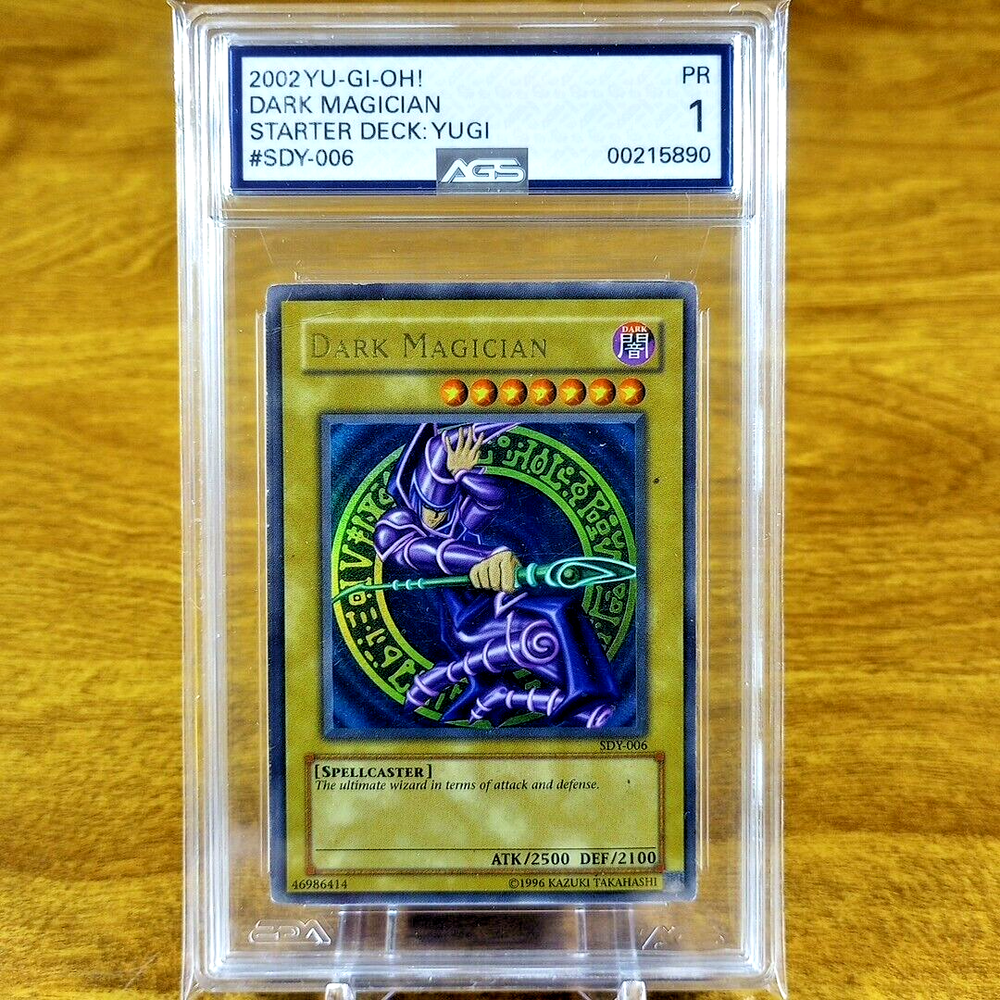 2002 YU-GI-OH!
PR
DARK MAGICIAN
1
STARTER DECK: YUGI
#SDY-006
00215890
AGS
DARK MAGICIAN
DARK
闇
SDY-006
[SPELLCASTER]
The ultimate wizard in terms of attack and defense.
ATK/2500 DEF/2100
46986414
©1996 KAZUKI TAKAHASHI